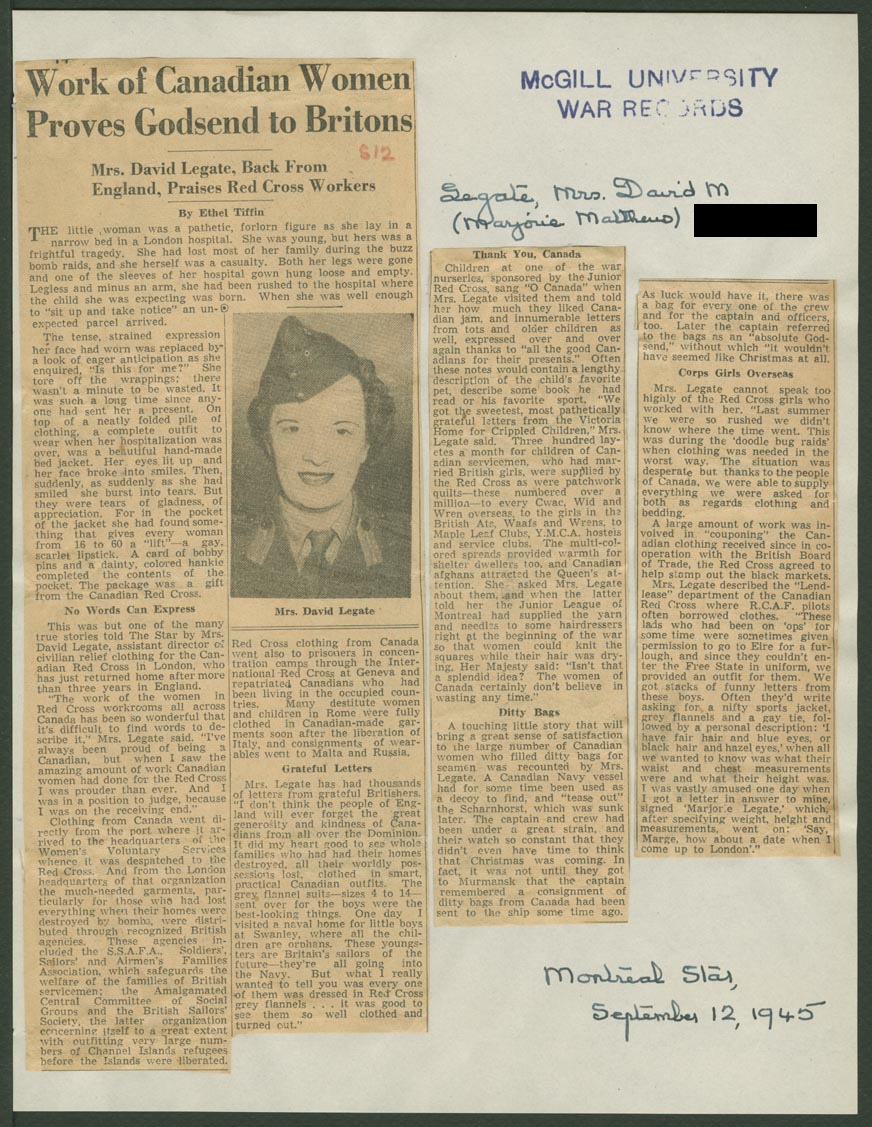 Work of Canadian Women
Proves Godsend to Britons
S12
Mrs. David Legate, Back From
England, Praises Red Cross Workers
By Ethel Tiffin
THE little woman was a pathetic, forlorn figure as she lay in a
narrow bed in a London hospital. She was young, but hers was a
frightful tragedy. She had lost most of her family during the buzz
bomb raids, and she herself was a casualty. Both her legs were gone
and one of the sleeves of her hospital gown hung loose and empty.
Legless and minus an arm, she had been rushed to the hospital where
the child she was expecting was born. When she was well enough
to "sit up and take notice" an un-
expected parcel arrived.
The tense, strained expression
her face had worn was replaced by
a look of eager anticipation as she
enquired, "Is this for me?" She
tore off the wrappings; there
wasn't a minute to be wasted. It
was such a long time since any-
one had sent her a present. On
top of a neatly folded pile of
clothing, a complete outfit to
wear when her hospitalization was
over, was a beautiful hand-made
bed jacket. Her eyes lit up and
her face broke into smiles. Then,
suddenly, as suddenly as she had
smiled she burst into tears. But
they were tears of gladness, of
appreciation. For in the pocket
of the jacket she had found some-
thing that gives every woman
from 16 to 60 a "lift"—a gay,
scarlet lipstick. A card of bobby
pins and a dainty, colored hankie
completed the contents of the
pocket. The package was a gift
from the Canadian Red Cross.
No Words Can Express
This was but one of the many
true stories told The Star by Mrs.
David Legate, assistant director of
civilian relief clothing for the Can-
adian Red Cross in London, who
has just returned home after more
than three years in England.
"The work of the women in
Red Cross workrooms all across
Canada has been so wonderful that
it's difficult to find words to de-
scribe it," Mrs. Legate said. "I've
always been proud of being a
Canadian, but when I saw the
amazing amount of work Canadian
women had done for the Red Cross
I was prouder than ever. And I
was in a position to judge, because
I was on the receiving end."
Clothing from Canada went di-
rectly from the port where it ar-
rived to the headquarters of the
Women's Voluntary Services
whence it was despatched to the
Red Cross. And from the London
headquarters of that organization
the much-needed garments, par-
ticularly for those who had lost
everything when their homes were
destroyed by bombs, were distri-
buted through recognized British
agencies. These agencies in-
cluded the S.S.A.F.A., Soldiers',
Sailors' and Airmen's Families
Association, which safeguards the
welfare of the families of British
servicemen; the Amalgamated
Central Committee of Social
Groups and the British Sailors'
Society, the latter organization
concerning itself to a great extent
with outfitting very large num-
bers of Channel Islands refugees
before the Islands were liberated.
Mrs. David Legate
Red Cross clothing from Canada
went also to prisoners in concen-
tration camps through the Inter-
national Red Cross at Geneva and
repatriated Canadians who had
been living in the occupied coun-
tries. Many destitute women
and children in Rome were fully
clothed in Canadian-made gar-
ments soon after the liberation of
Italy, and consignments of wear-
ables went to Malta and Russia.
Grateful Letters
Mrs. Legate has had thousands
of letters from grateful Britishers.
"I don't think the people of Eng-
land will ever forget the great
generosity and kindness of Cana-
dians from all over the Dominion.
It did my heart good to see whole
families who had had their homes
destroyed, all their worldly pos-
sessions lost, clothed in smart,
practical Canadian outfits. The
grey flannel suits—sizes 4 to 14—
sent over for the boys were the
best-looking things. One day I
visited a naval home for little boys
at Swanley, where all the chil-
dren are orphans. These youngs-
ters are Britain's sailors of the
future—they're all going into
the Navy. But what I really
wanted to tell you was every one
of them was dressed in Red Cross
grey flannels . . . it was good to
see them so well clothed and
turned out."
McGILL UNIVERSITY
WAR RECORDS
Legate, Mrs. David M
(Marjorie Matthews)
Thank You, Canada
Children at one of the war
nurseries, sponsored by the Junior
Red Cross, sang "O Canada" when
Mrs. Legate visited them and told
her how much they liked Cana-
dian jam, and innumerable letters
from tots and older children as
well, expressed over and over
again thanks to "all the good Can-
adians for their presents." Often
these notes would contain a lengthy
description of the child's favorite
pet, describe some book he had
read or his favorite sport. "We
got the sweetest, most pathetically
grateful letters from the Victoria
Home for Crippled Children," Mrs.
Legate said. Three hundred lay-
ettes a month for children of Can-
adian servicemen, who had mar-
ried British girls, were supplied by
the Red Cross as were patchwork
quilts—these numbered over a
million—to every Cwac, Wid and
Wren overseas, to the girls in the
British Ats, Waafs and Wrens, to
Maple Leaf Clubs, Y.M.C.A. hostels
and service clubs. The multi-col-
ored spreads provided warmth for
shelter dwellers too, and Canadian
afghans attracted the Queen's at-
tention. She asked Mrs. Legate
about them, and when the latter
told her the Junior League of
Montreal had supplied the yarn
and needles to some hairdressers
right at the beginning of the war
so that women could knit the
squares while their hair was dry-
ing, Her Majesty said: "Isn't that
a splendid idea? The women of
Canada certainly don't believe in
wasting any time."
Ditty Bags
A touching little story that will
bring a great sense of satisfaction
to the large number of Canadian
women who filled ditty bags for
seamen was recounted by Mrs.
Legate. A Canadian Navy vessel
had for some time been used as
a decoy to find, and "tease out"
the Scharnhorst, which was sunk
later. The captain and crew had
been under a great strain, and
their watch so constant that they
didn't even have time to think
that Christmas was coming. In
fact, it was not until they got
to Murmansk that the captain
remembered a consignment of
ditty bags from Canada had been
sent to the ship some time ago.
As luck would have it, there was
a bag for every one of the crew
and for the captain and officers,
too. Later the captain referred
to the bags as an "absolute God-
send," without which "it wouldn't
have seemed like Christmas at all.
Corps Girls Overseas
Mrs. Legate cannot speak too
highly of the Red Cross girls who
worked with her. "Last summer
we were so rushed we didn't
know where the time went. This
was during the 'doodle bug raids'
when clothing was needed in the
worst way. The situation was
desperate but thanks to the people
of Canada, we were able to supply
everything we were asked for
both as regards clothing and
bedding.
A large amount of work was in-
volved in "couponing" the Can-
adian clothing received since in co-
operation with the British Board
of Trade, the Red Cross agreed to
help stamp out the black markets.
Mrs. Legate described the "Lend-
lease" department of the Canadian
Red Cross where R.C.A.F. pilots
often borrowed clothes. "These
lads who had been on 'ops' for
some time were sometimes given
permission to go to Eire for a fur-
lough, and since they couldn't en-
ter the Free State in uniform, we
provided an outfit for them. We
got stacks of funny letters from
these boys. Often they'd write
asking for a nifty sports jacket,
grey flannels and a gay tie, fol-
lowed by a personal description: 'I
have fair hair and blue eyes, or
black hair and hazel eyes,' when all
we wanted to know was what their
waist and chest measurements
were and what their height was.
I was vastly amused one day when
I got a letter in answer to mine,
signed 'Marjorie Legate,' which,
after specifying weight, height and
measurements, went on: 'Say,
Marge, how about a date when I
come up to London'."
Montreal Star,
September 12, 1945